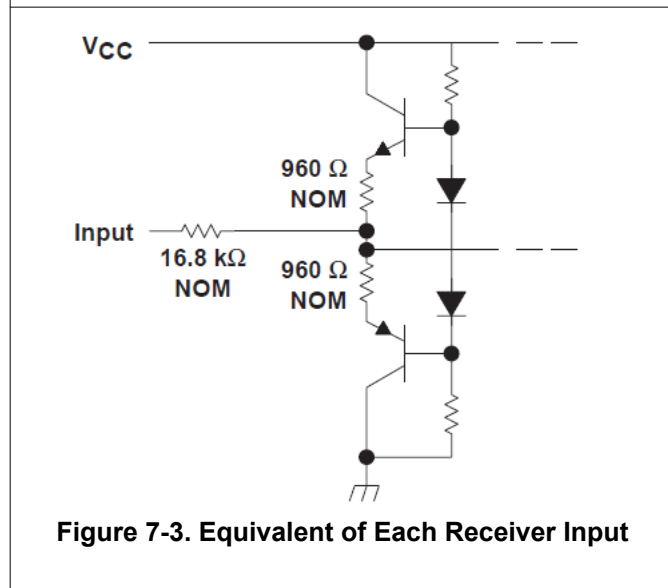 VCC
960 Ω
NOM
Input
16.8 kΩ
NOM
960 Ω
NOM
Figure 7-3. Equivalent of Each Receiver Input